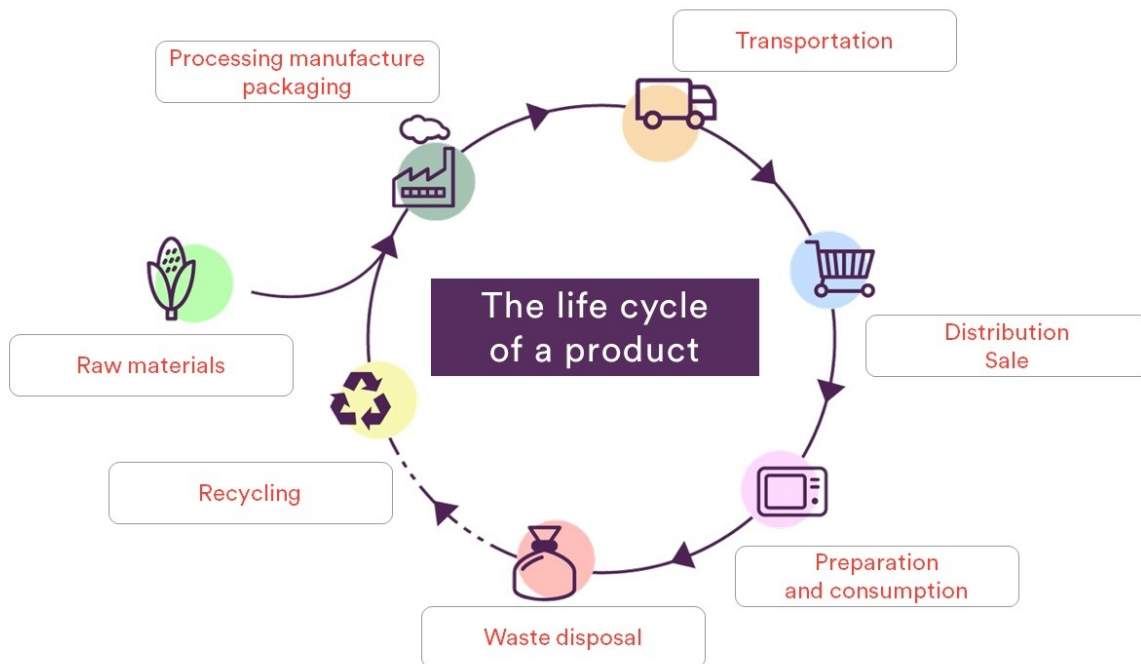 Transportation
Processing manufacture
packaging
The life cycle
of a product
Raw materials
Distribution
Sale
Recycling
Preparation
and consumption
Waste disposal